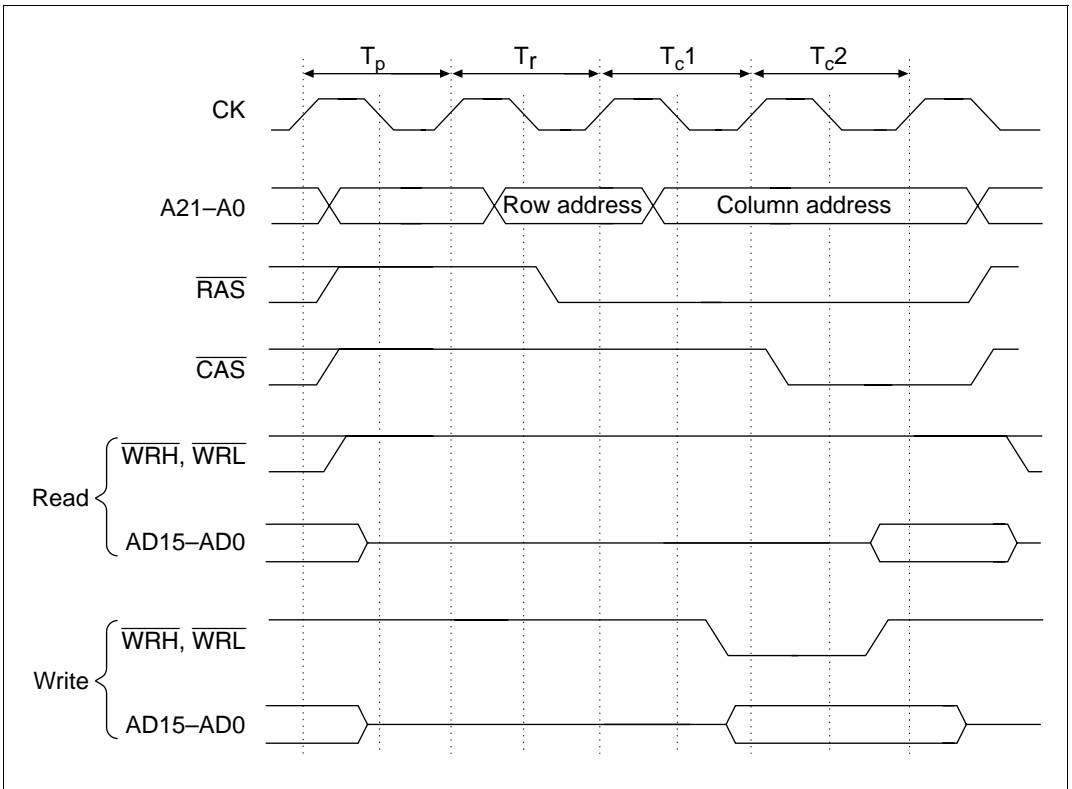 Tp Tr Tc1 Tc2
CK
A21–A0 Row address Column address
RAS
CAS
Read
WRH, WRL
AD15–AD0
Write
WRH, WRL
AD15–AD0